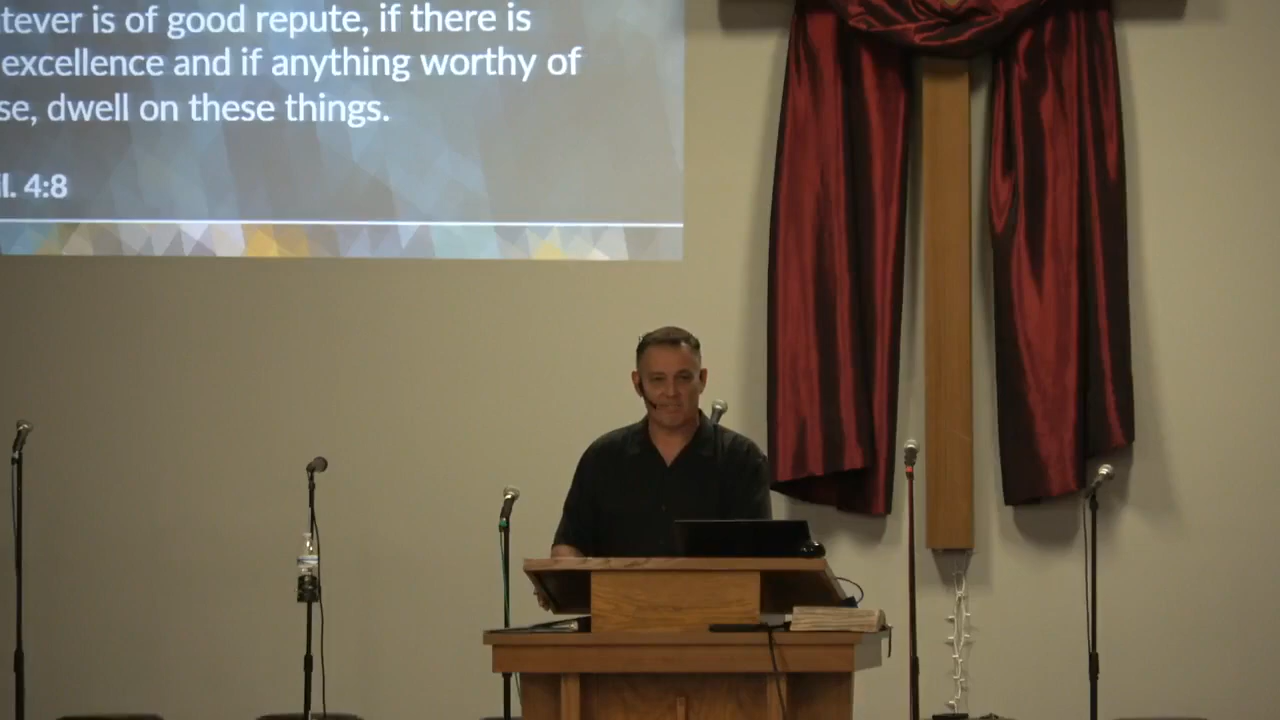 tever is of good repute, if there is
excellence and if anything worthy of
se, dwell on these things.
il. 4:8